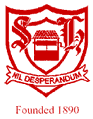 S T
NIL DESPERANDUM
Founded 1890